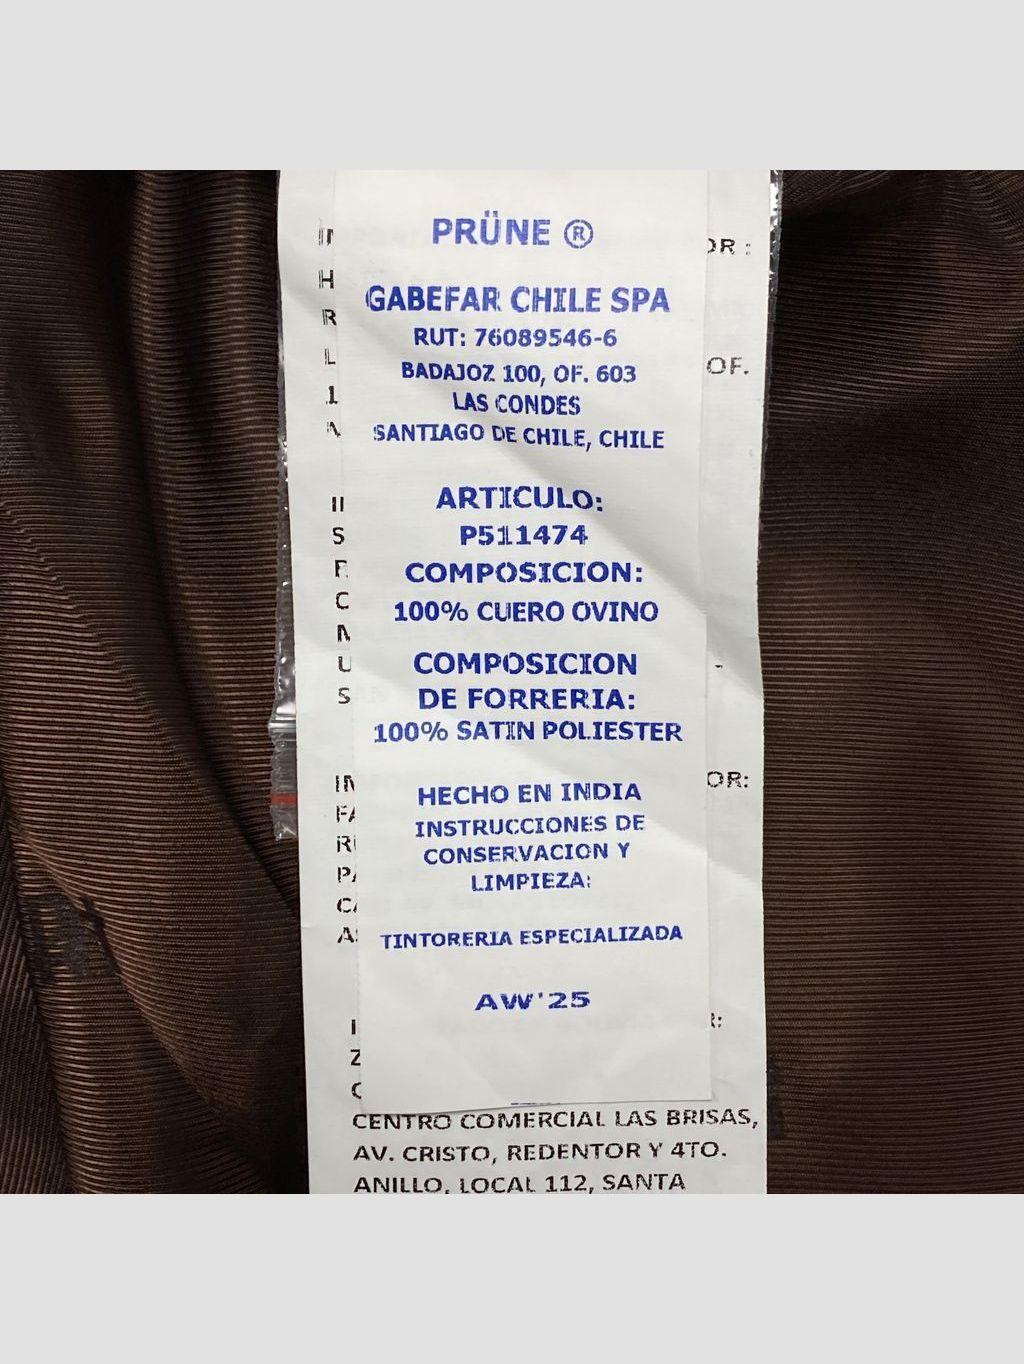 PRÜNE ®
GABEFAR CHILE SPA
RUT: 76089546-6
BADAJOZ 100, OF. 603
LAS CONDES
SANTIAGO DE CHILE, CHILE
ARTICULO:
P511474
COMPOSICION:
100% CUERO OVINO
COMPOSICION
DE FORRERIA:
100% SATIN POLIESTER
HECHO EN INDIA
INSTRUCCIONES DE
CONSERVACION Y
LIMPIEZA:
TINTORERIA ESPECIALIZADA
AW'25
OF.
CENTRO COMERCIAL LAS BRISAS,
AV. CRISTO, REDENTOR Y 4TO.
ANILLO, LOCAL 112, SANTA